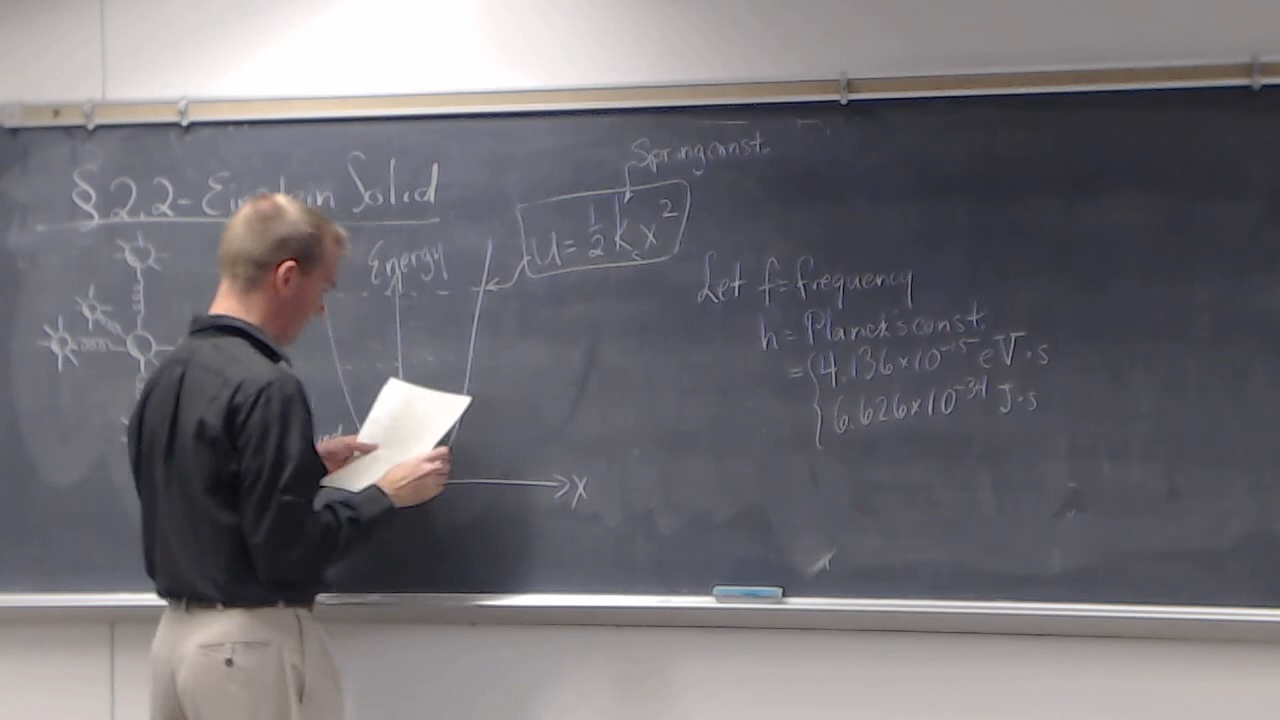 § 2.2 - Einstein Solid
Energy
Spring const
U = 1/2 kₛx²
X
Let f = frequency
h = Planck's const.
= { 4.136×10⁻¹⁵ eV·s
6.626×10⁻³⁴ J·s